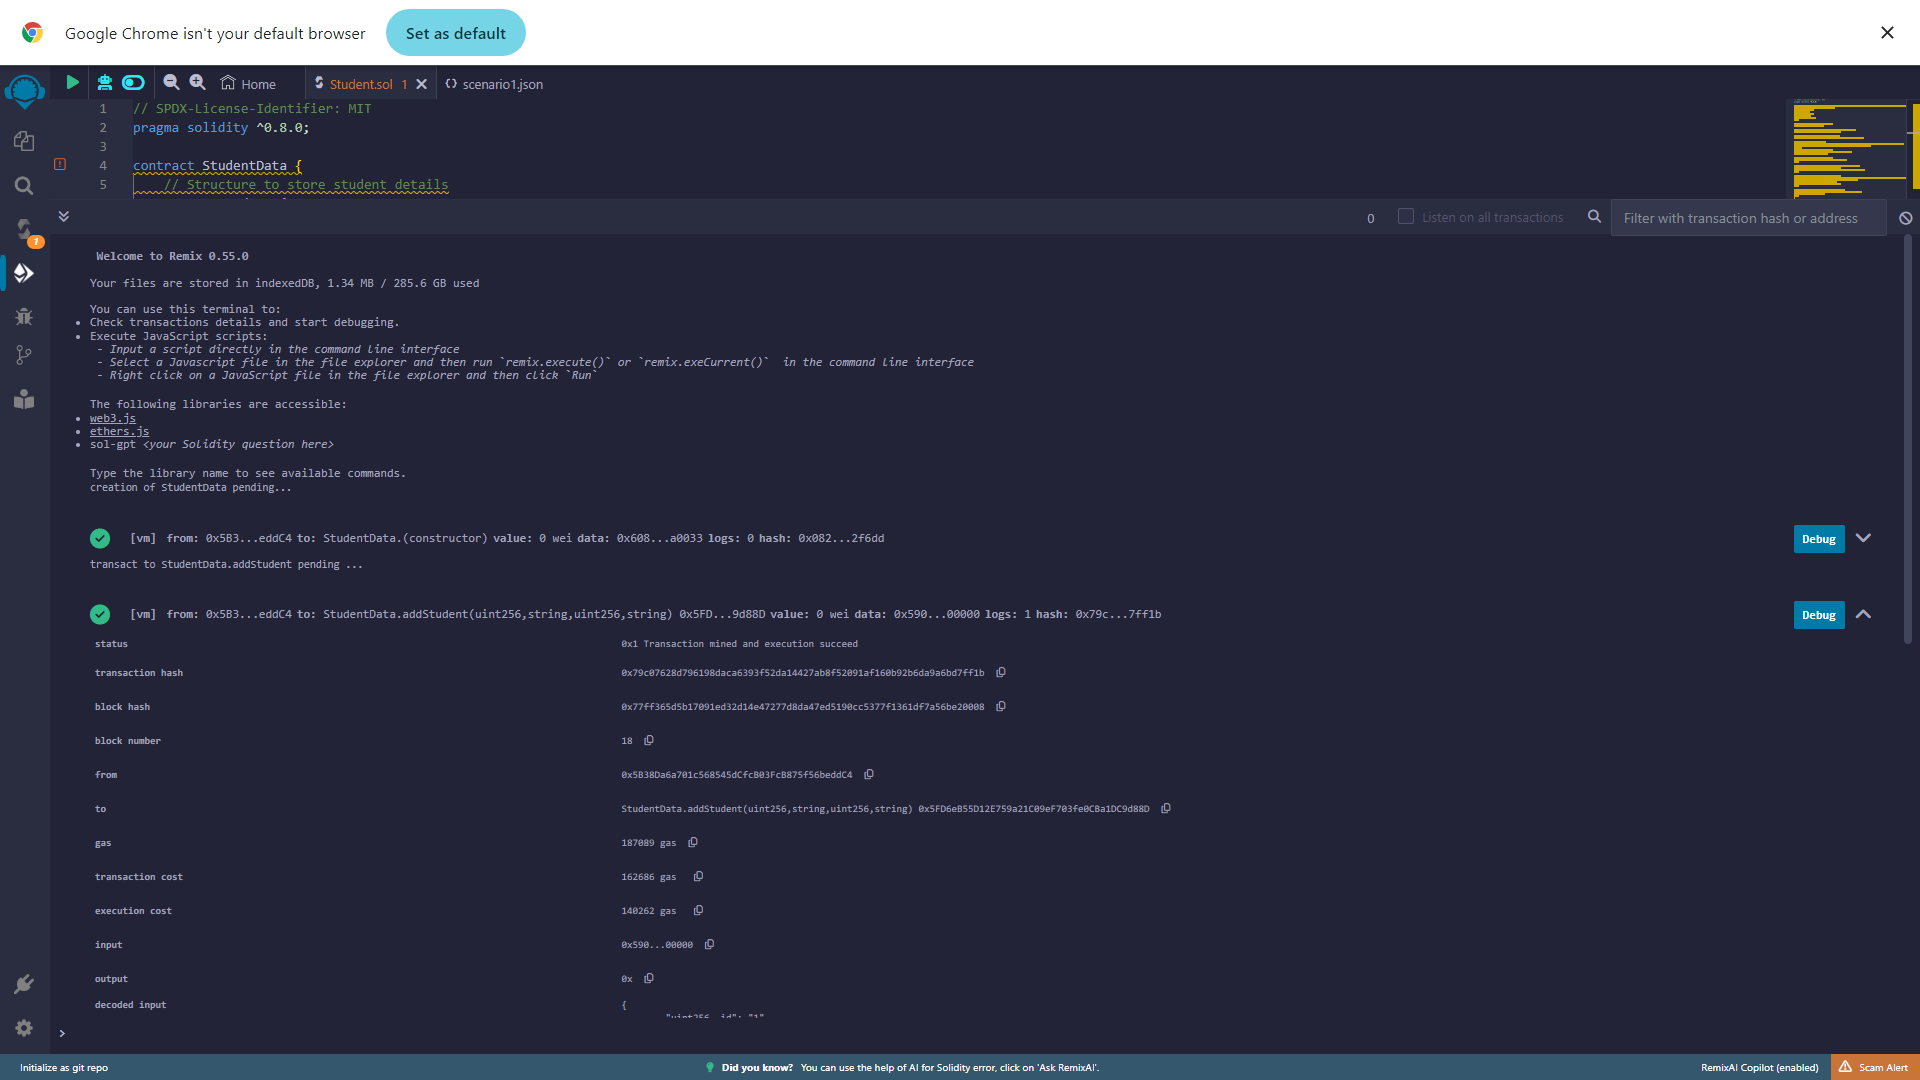 Google Chrome isn't your default browser Set as default
Home Student.sol 1 scenario1.json
1 // SPDX-License-Identifier: MIT
2 pragma solidity ^0.8.0;
3
4 contract StudentData {
5 // Structure to store student details
0 Listen on all transactions Filter with transaction hash or address
1
Welcome to Remix 0.55.0
Your files are stored in indexedDB, 1.34 MB / 285.6 GB used
You can use this terminal to:
• Check transactions details and start debugging.
• Execute JavaScript scripts:
- Input a script directly in the command line interface
- Select a Javascript file in the file explorer and then run `remix.execute()` or `remix.exeCurrent()` in the command line interface
- Right click on a JavaScript file in the file explorer and then click `Run`
The following libraries are accessible:
• web3.js
• ethers.js
• sol-gpt <your Solidity question here>
Type the library name to see available commands.
creation of StudentData pending...
[vm] from: 0x5B3...eddC4 to: StudentData.(constructor) value: 0 wei data: 0x608...a0033 logs: 0 hash: 0x082...2f6dd Debug
transact to StudentData.addStudent pending ...
[vm] from: 0x5B3...eddC4 to: StudentData.addStudent(uint256,string,uint256,string) 0x5FD...9d88D value: 0 wei data: 0x590...00000 logs: 1 hash: 0x79c...7ff1b Debug
status 0x1 Transaction mined and execution succeed
transaction hash 0x79c07628d796198daca6393f52da14427ab8f52091af160b92b6da9a6bd7ff1b
block hash 0x77ff365d5b17091ed32d14e47277d8da47ed5190cc5377f1361df7a56be20008
block number 18
from 0x5B38Da6a701c568545dCfcB03FcB875f56beddC4
to StudentData.addStudent(uint256,string,uint256,string) 0x5FD6eB55D12E759a21C09eF703fe0CBa1DC9d88D
gas 187089 gas
transaction cost 162686 gas
execution cost 140262 gas
input 0x590...00000
output 0x
decoded input {
"uint256 _id": "1"
>
Initialize as git repo Did you know? You can use the help of AI for Solidity error, click on 'Ask RemixAI'. RemixAI Copilot (enabled) Scam Alert